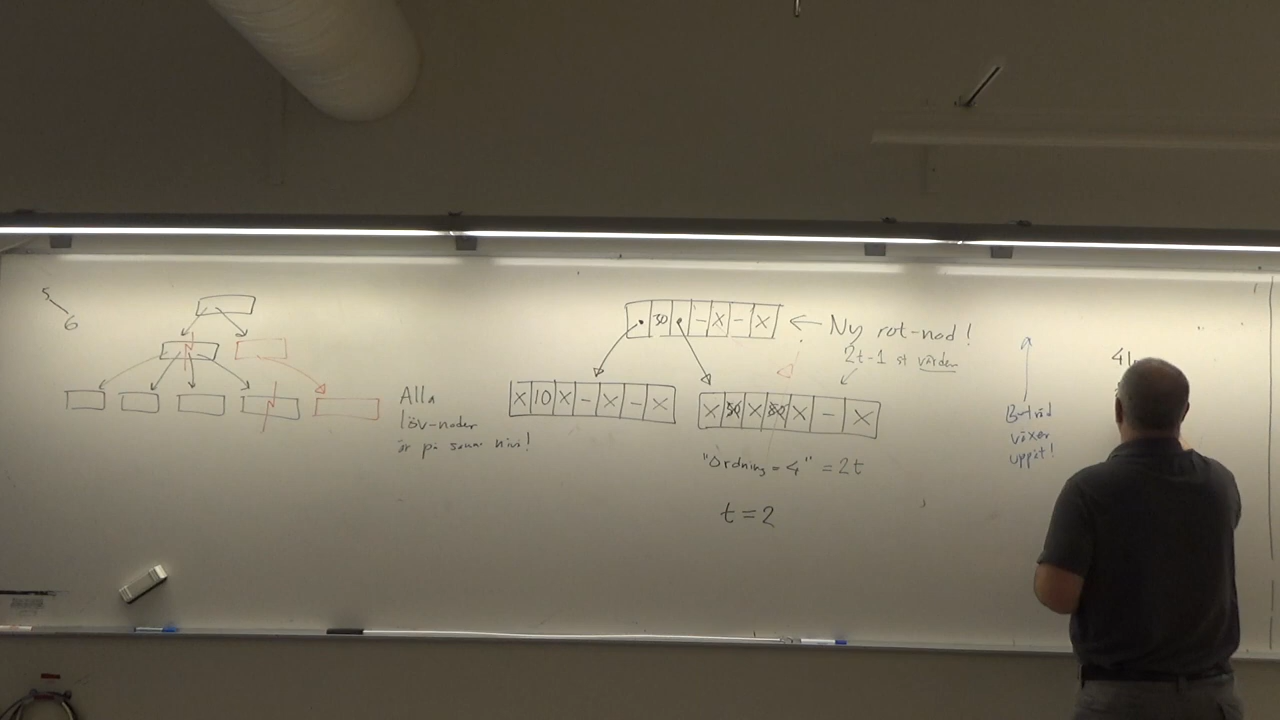 5
6
Alla
löv-noder
är på samma nivå!
30 - X - X
Ny rot-nod!
2t-1 st värden
X 10 X - X - X
X X X - X
"Ordning = 4" = 2t
t = 2
B-träd
växer
uppåt!